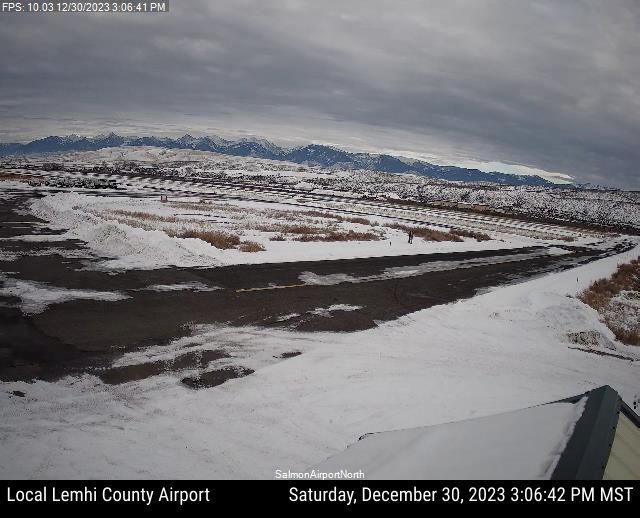 FPS: 10.03 12/30/2023 3:06:41 PM
SalmonAirportNorth
Local Lemhi County Airport Saturday, December 30, 2023 3:06:42 PM MST